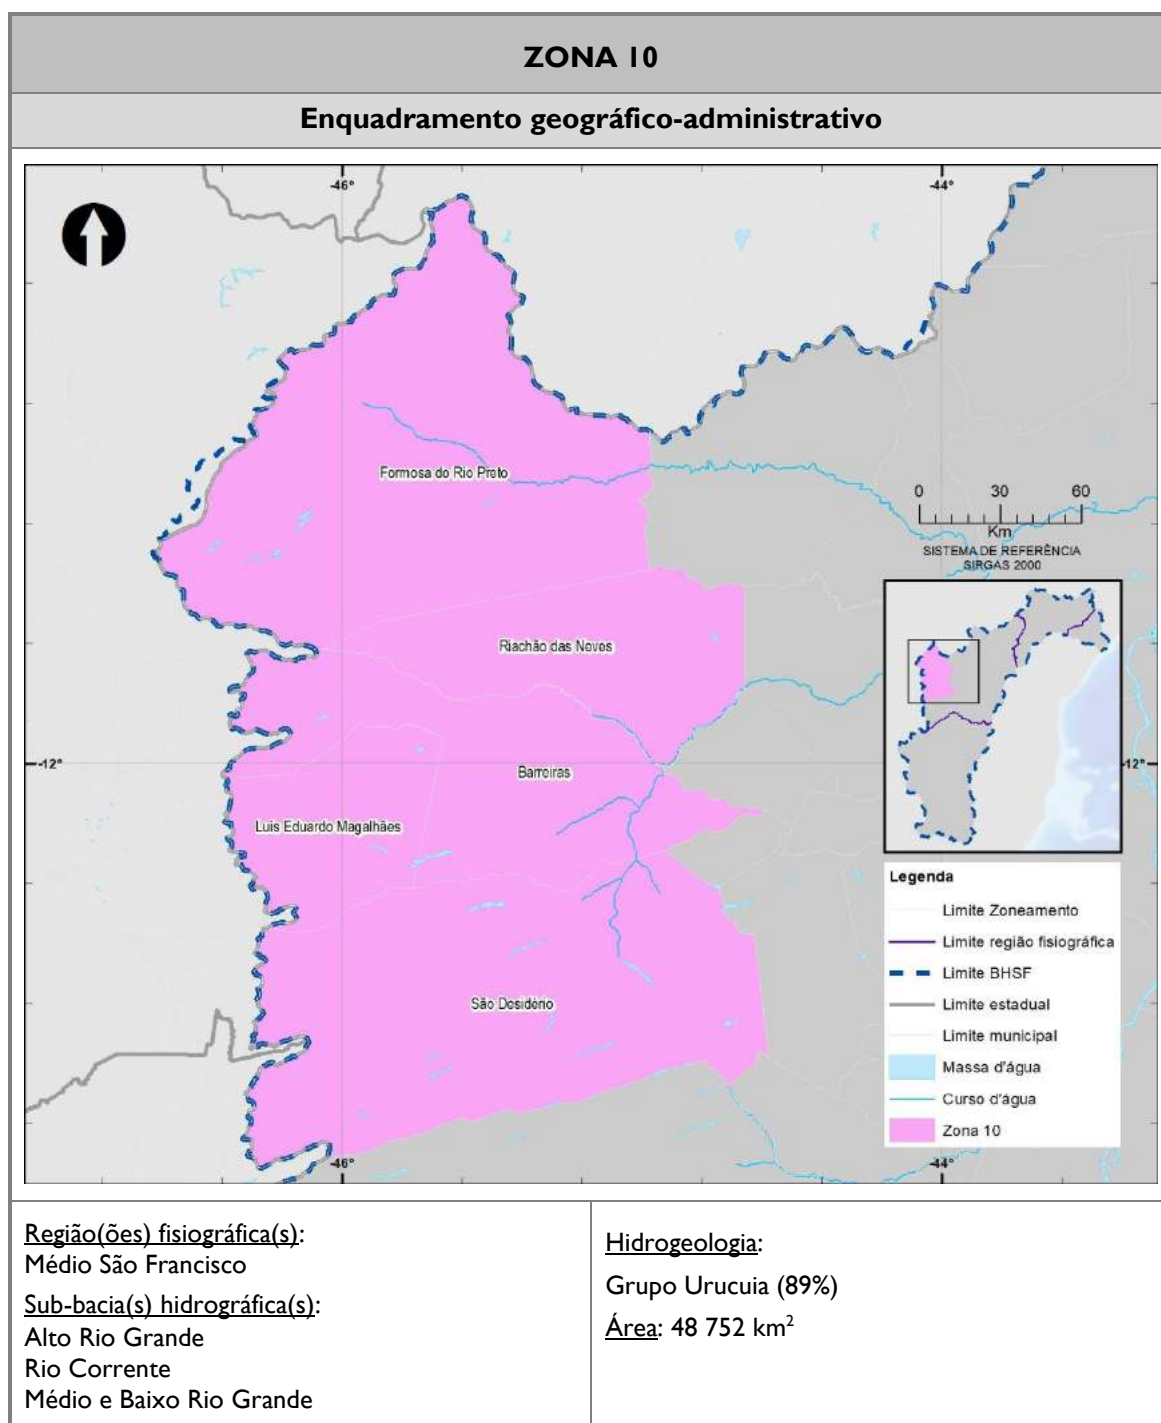 ZONA 10
Enquadramento geográfico-administrativo
-46°
-44°
Formosa do Rio Preto
0 30 60
Km
SISTEMA DE REFERÊNCIA
SIRGAS 2000
Riachão das Neves
-12°
-12°
Barreiras
Luis Eduardo Magalhães
São Desidério
Legenda
Limite Zoneamento
Limite região fisiográfica
Limite BHSF
Limite estadual
Limite municipal
Massa d'água
Curso d'água
Zona 10
-46°
-44°
Região(ões) fisiográfica(s):
Médio São Francisco
Sub-bacia(s) hidrográfica(s):
Alto Rio Grande
Rio Corrente
Médio e Baixo Rio Grande
Hidrogeologia:
Grupo Urucuia (89%)
Área: 48 752 km²